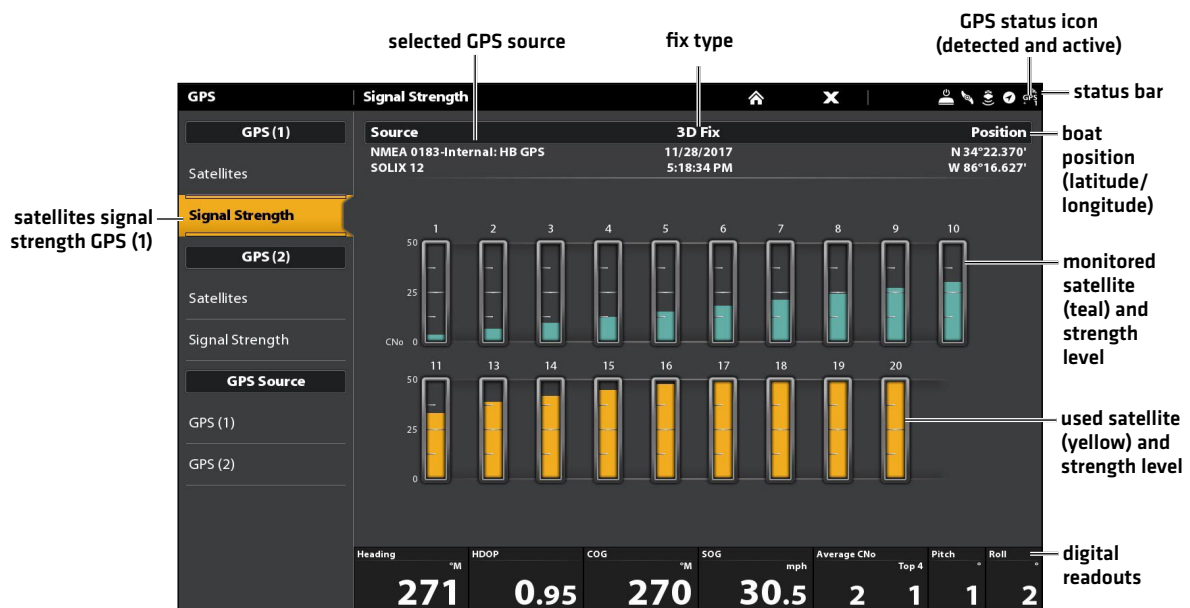 selected GPS source
fix type
GPS status icon
(detected and active)
GPS
Signal Strength
GPS
status bar
GPS (1)
Satellites
Signal Strength
GPS (2)
Satellites
Signal Strength
GPS Source
GPS (1)
GPS (2)
satellites signal
strength GPS (1)
Source
3D Fix
Position
NMEA 0183-Internal: HB GPS
11/28/2017
N 34°22.370'
SOLIX 12
5:18:34 PM
W 86°16.627'
boat
position
(latitude/
longitude)
1 2 3 4 5 6 7 8 9 10
50
25
CNo 0
monitored
satellite
(teal) and
strength
level
11 13 14 15 16 17 18 19 20
50
25
0
used satellite
(yellow) and
strength level
Heading
°M
271
HDOP
0.95
COG
°M
270
SOG
mph
30.5
Average CNo
Top 4
2 1
Pitch
°
1
Roll
°
2
digital
readouts